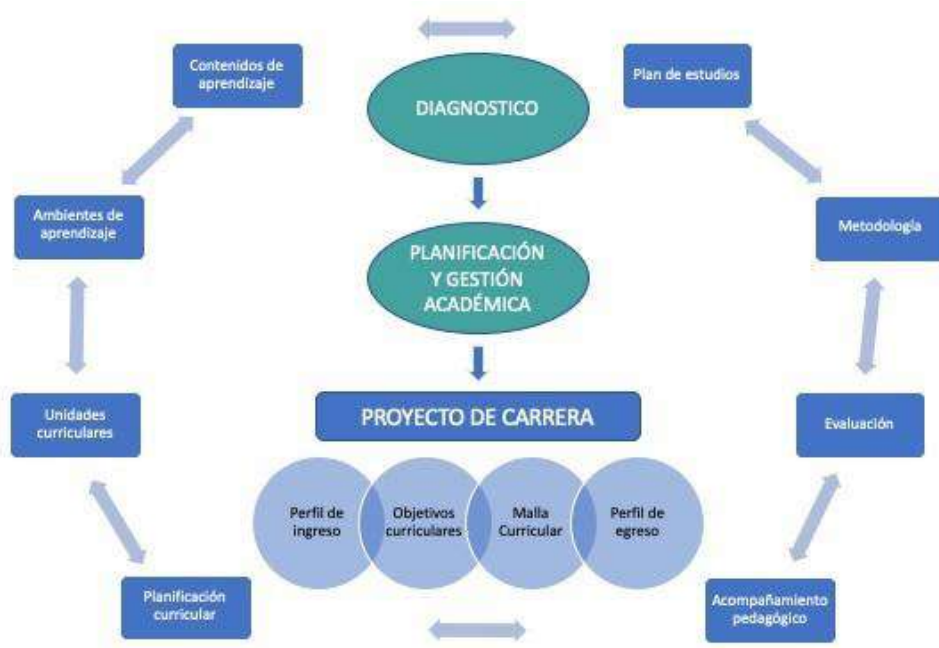 Contenidos de
aprendizaje
DIAGNOSTICO
Plan de estudios
Ambientes de
aprendizaje
PLANIFICACIÓN
Y GESTIÓN
ACADÉMICA
Metodología
Unidades
curriculares
PROYECTO DE CARRERA
Evaluación
Perfil de
ingreso
Objetivos
curriculares
Malla
Curricular
Perfil de
egreso
Planificación
curricular
Acompañamiento
pedagógico